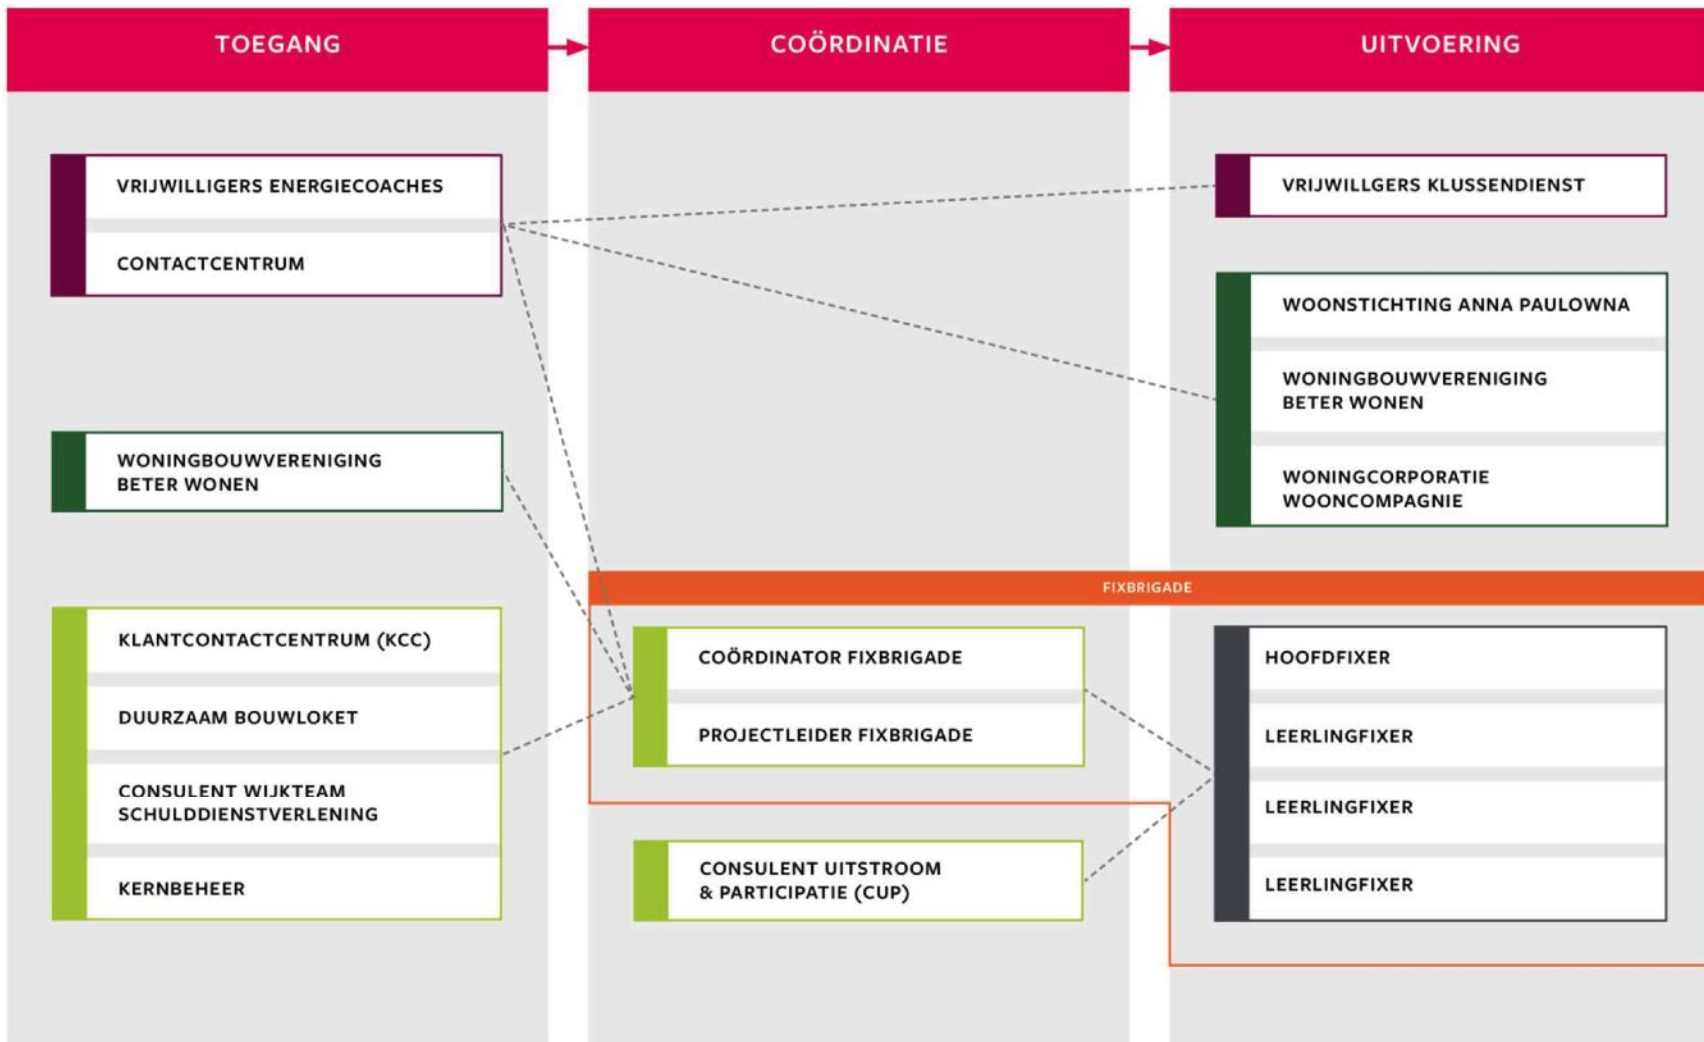 TOEGANG
COÖRDINATIE
UITVOERING
VRIJWILLIGERS ENERGIECOACHES
CONTACTCENTRUM
WONINGBOUWVERENIGING
BETER WONEN
KLANTCONTACTCENTRUM (KCC)
DUURZAAM BOUWLOKET
CONSULENT WIJKTEAM
SCHULDDIENSTVERLENING
KERNBEHEER
FIXBRIGADE
COÖRDINATOR FIXBRIGADE
PROJECTLEIDER FIXBRIGADE
CONSULENT UITSTROOM
& PARTICIPATIE (CUP)
VRIJWILLGERS KLUSSENDIENST
WOONSTICHTING ANNA PAULOWNA
WONINGBOUWVERENIGING
BETER WONEN
WONINGCORPORATIE
WOONCOMPAGNIE
HOOFDFIXER
LEERLINGFIXER
LEERLINGFIXER
LEERLINGFIXER